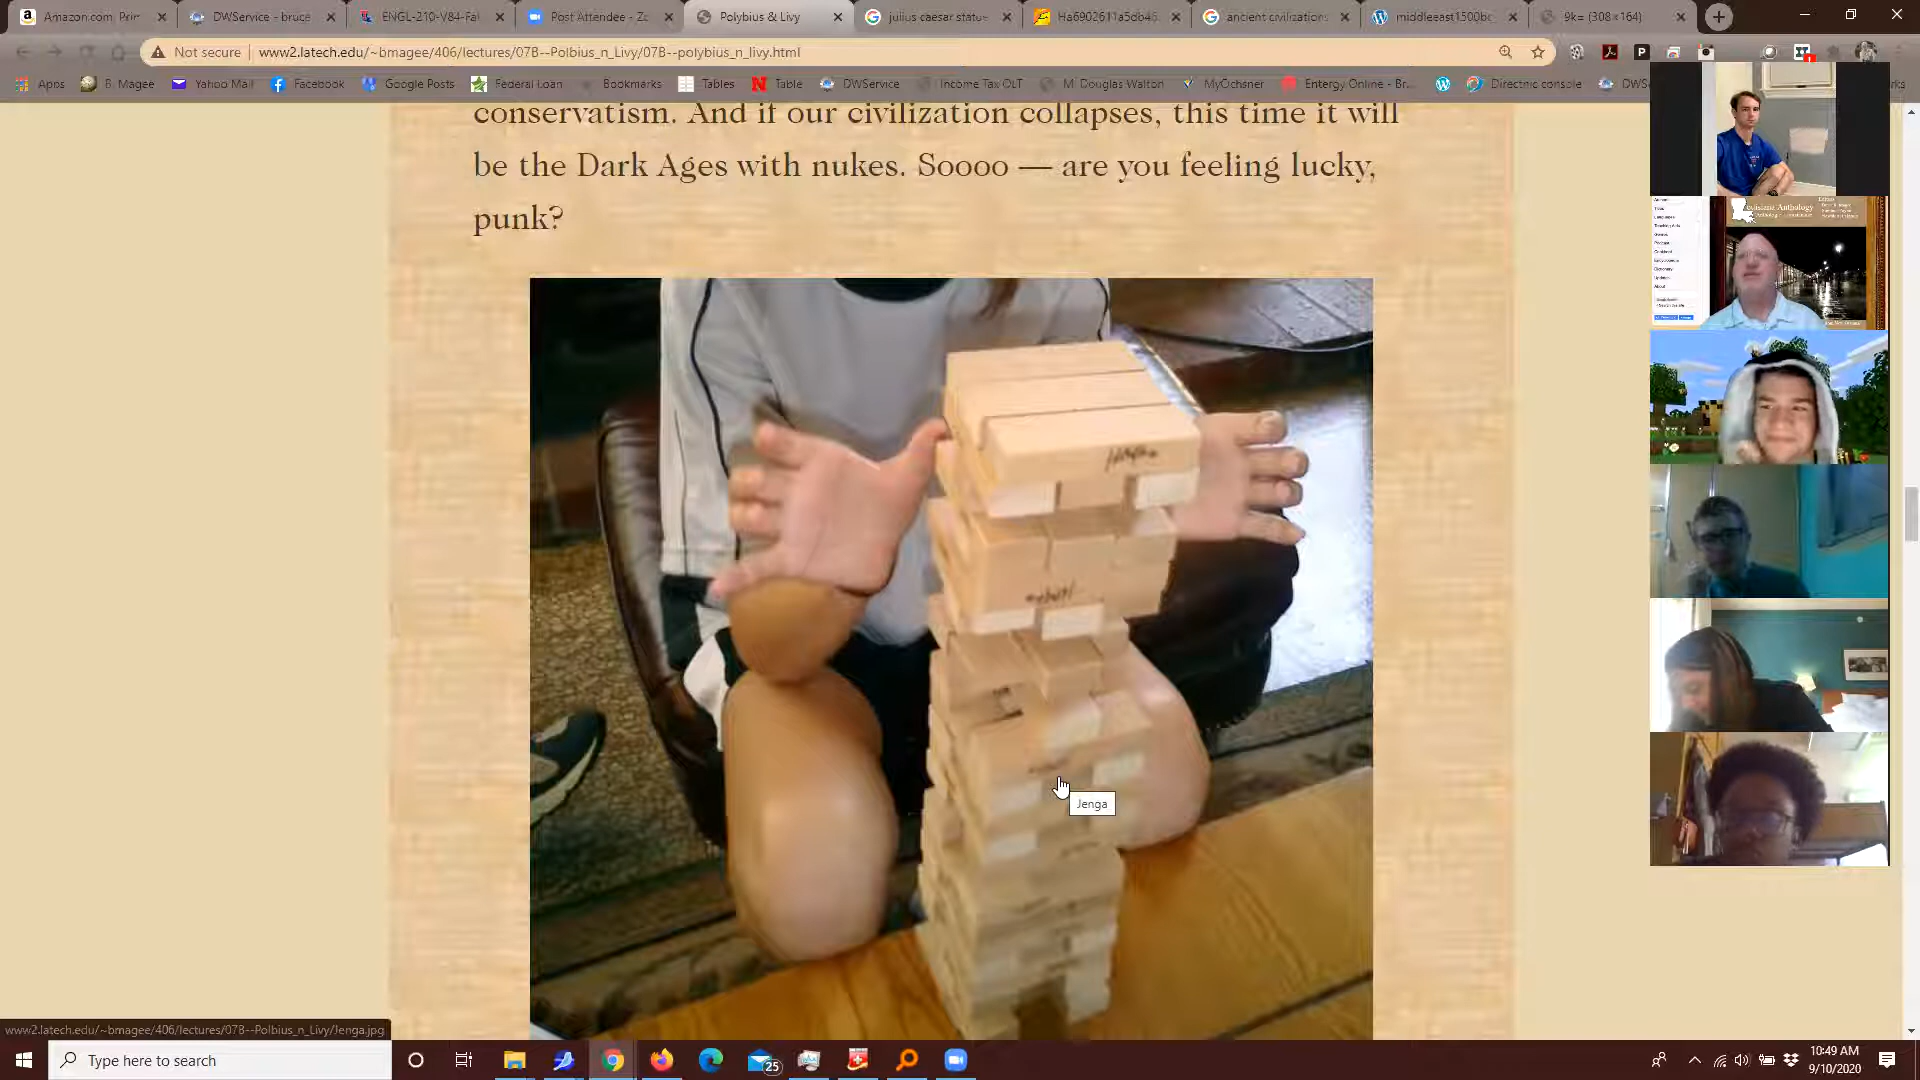 Amazon.com: Prim
DWService - bruce
ENGL-210-V84-Fal
Post Attendee - Zo
Polybius & Livy
julius caesar statue
Ha6902611a5db45
ancient civilizations
middleeast1500bc
9k= (308×164)
Not secure
www2.latech.edu/~bmagee/406/lectures/07B--Polbius_n_Livy/07B--polybius_n_livy.html
Apps
B. Magee
Yahoo Mail
Facebook
Google Posts
Federal Loan
Bookmarks
Tables
Table
DWService
Income Tax OLT
M. Douglas Walton
MyOchsner
Entergy Online - Br...
Directnic console
conservatism. And if our civilization collapses, this time it will
be the Dark Ages with nukes. Soooo — are you feeling lucky,
punk?
Jenga
www2.latech.edu/~bmagee/406/lectures/07B--Polbius_n_Livy/Jenga.jpg
Type here to search
25
10:49 AM
9/10/2020